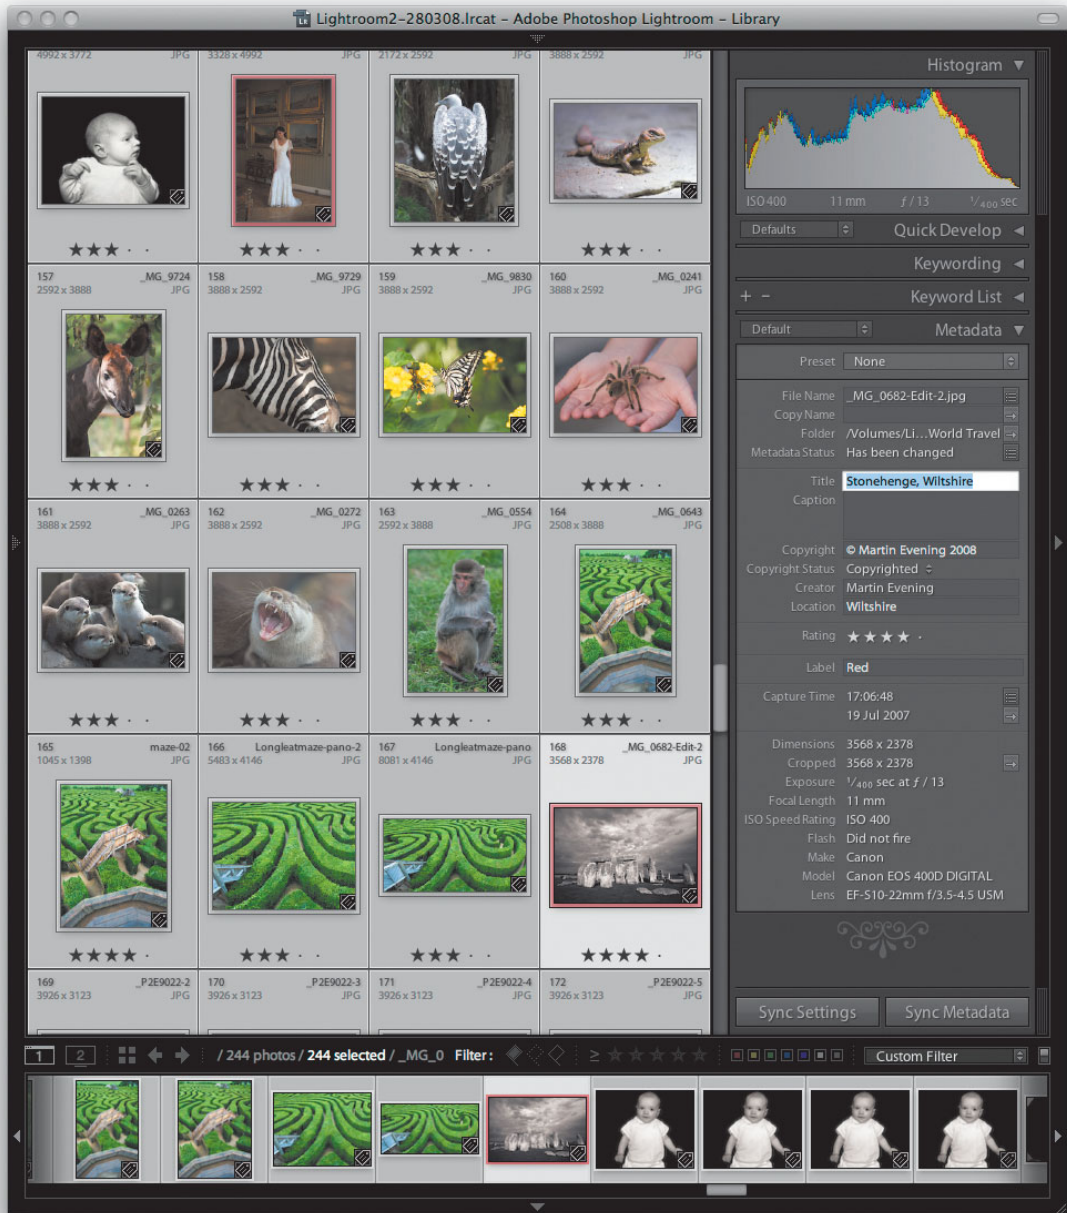 Lightroom2-280308.lrcat – Adobe Photoshop Lightroom – Library
4992 x 3772 JPG
3328 x 4992 JPG
2172 x 2592 JPG
3888 x 2592 JPG
157 _MG_9724
2592 x 3888 JPG
158 _MG_9729
3888 x 2592 JPG
159 _MG_9830
3888 x 2592 JPG
160 _MG_0241
3888 x 2592 JPG
161 _MG_0263
3888 x 2592 JPG
162 _MG_0272
3888 x 2592 JPG
163 _MG_0554
2592 x 3888 JPG
164 _MG_0643
2508 x 3888 JPG
165 maze-02
1045 x 1398 JPG
166 Longleatmaze-pano-2
5483 x 4146 JPG
167 Longleatmaze-pano
8081 x 4146 JPG
168 _MG_0682-Edit-2
3568 x 2378 JPG
169 _P2E9022-2
3926 x 3123 JPG
170 _P2E9022-3
3926 x 3123 JPG
171 _P2E9022-4
3926 x 3123 JPG
172 _P2E9022-5
3926 x 3123 JPG
Histogram
ISO 400 11 mm ƒ / 13 1/400 sec
Defaults Quick Develop
Keywording
+ – Keyword List
Default Metadata
Preset None
File Name _MG_0682-Edit-2.jpg
Copy Name
Folder /Volumes/Li...World Travel
Metadata Status Has been changed
Title Stonehenge, Wiltshire
Caption
Copyright © Martin Evening 2008
Copyright Status Copyrighted
Creator Martin Evening
Location Wiltshire
Rating ★★★★ ·
Label Red
Capture Time 17:06:48
19 Jul 2007
Dimensions 3568 x 2378
Cropped 3568 x 2378
Exposure 1/400 sec at ƒ / 13
Focal Length 11 mm
ISO Speed Rating ISO 400
Flash Did not fire
Make Canon
Model Canon EOS 400D DIGITAL
Lens EF-S10-22mm f/3.5-4.5 USM
Sync Settings Sync Metadata
1 2 / 244 photos / 244 selected / _MG_0 Filter : ≥ Custom Filter